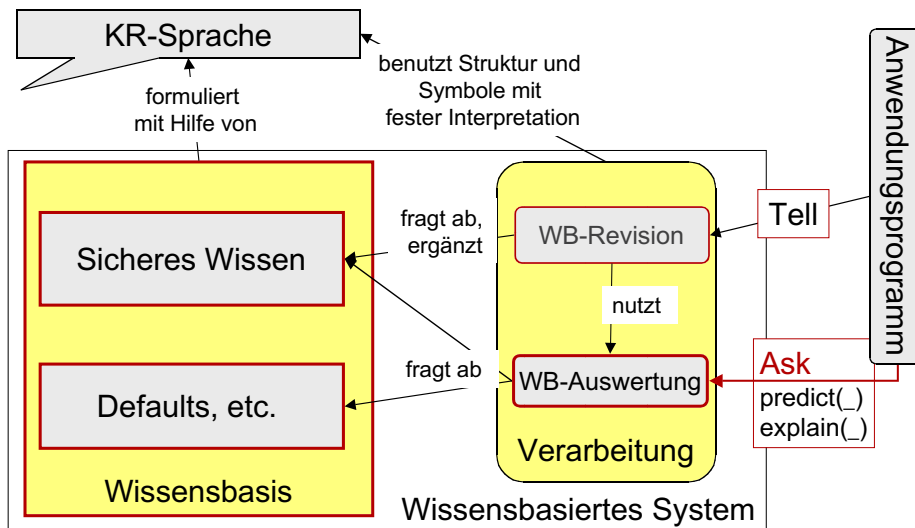 KR-Sprache
benutzt Struktur und
Symbole mit
fester Interpretation
formuliert
mit Hilfe von
Anwendungsprogramm
Sicheres Wissen
fragt ab,
ergänzt
WB-Revision
Tell
nutzt
Defaults, etc.
fragt ab
WB-Auswertung
Ask
predict(_)
explain(_)
Verarbeitung
Wissensbasis
Wissensbasiertes System